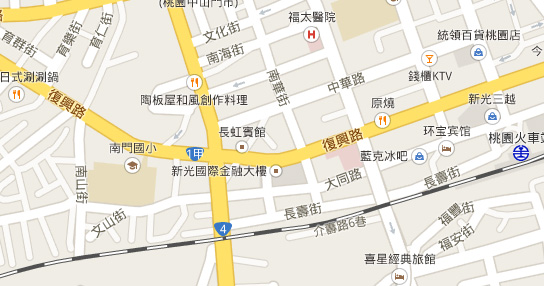 (桃園中山門市)
福太醫院
文化街
育仁街
育樂街
育群街
南海街
統領百貨桃園店
今
錢櫃KTV
日式涮涮鍋
南華街
中華路
復興路
陶板屋和風創作料理
原燒
新光三越
長虹賓館
復興路
环宝宾馆
桃園火車站
1甲
南門國小
藍克冰吧
新光國際金融大樓
大同路
長壽街
南山街
文山街
長壽街
福豐街
4
介壽路6巷
福安街
喜星經典旅館